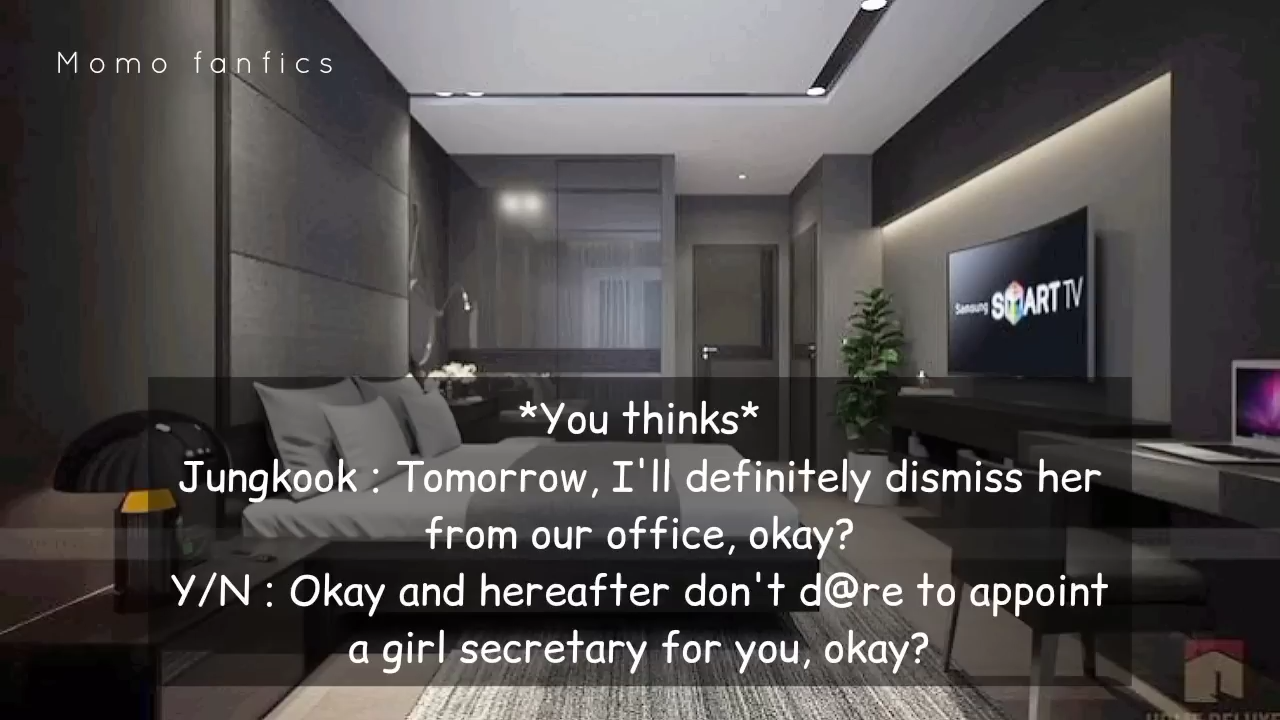 Momo fanfics
Samsung SMART TV
*You thinks*
Jungkook : Tomorrow, I'll definitely dismiss her
from our office, okay?
Y/N : Okay and hereafter don't d@re to appoint
a girl secretary for you, okay?